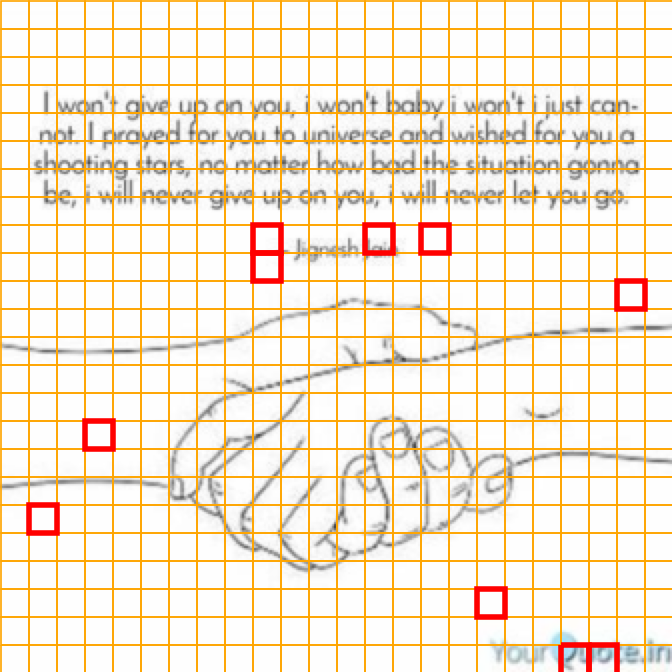 I won't give up on you, i won't baby i won't i just can-
not. I prayed for you to universe and wished for you a
shooting stars, no matter how bad the situation gonna
be, i will never give up on you, i will never let you go.
- Jignesh Jain
YourQuote.in